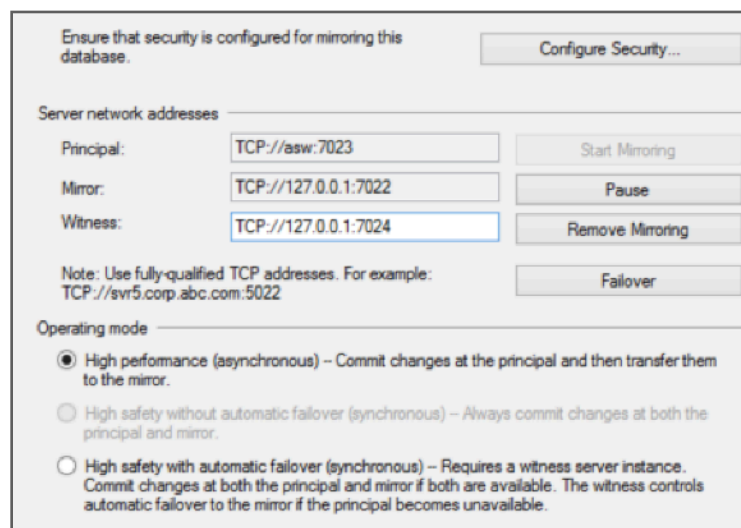 Ensure that security is configured for mirroring this
database.
Configure Security...
Server network addresses
Principal:
TCP://asw:7023
Start Mirroring
Mirror:
TCP://127.0.0.1:7022
Pause
Witness:
TCP://127.0.0.1:7024
Remove Mirroring
Note: Use fully-qualified TCP addresses. For example:
TCP://svr5.corp.abc.com:5022
Failover
Operating mode
High performance (asynchronous) – Commit changes at the principal and then transfer them
to the mirror.
High safety without automatic failover (synchronous) – Always commit changes at both the
principal and mirror.
High safety with automatic failover (synchronous) – Requires a witness server instance.
Commit changes at both the principal and mirror if both are available. The witness controls
automatic failover to the mirror if the principal becomes unavailable.